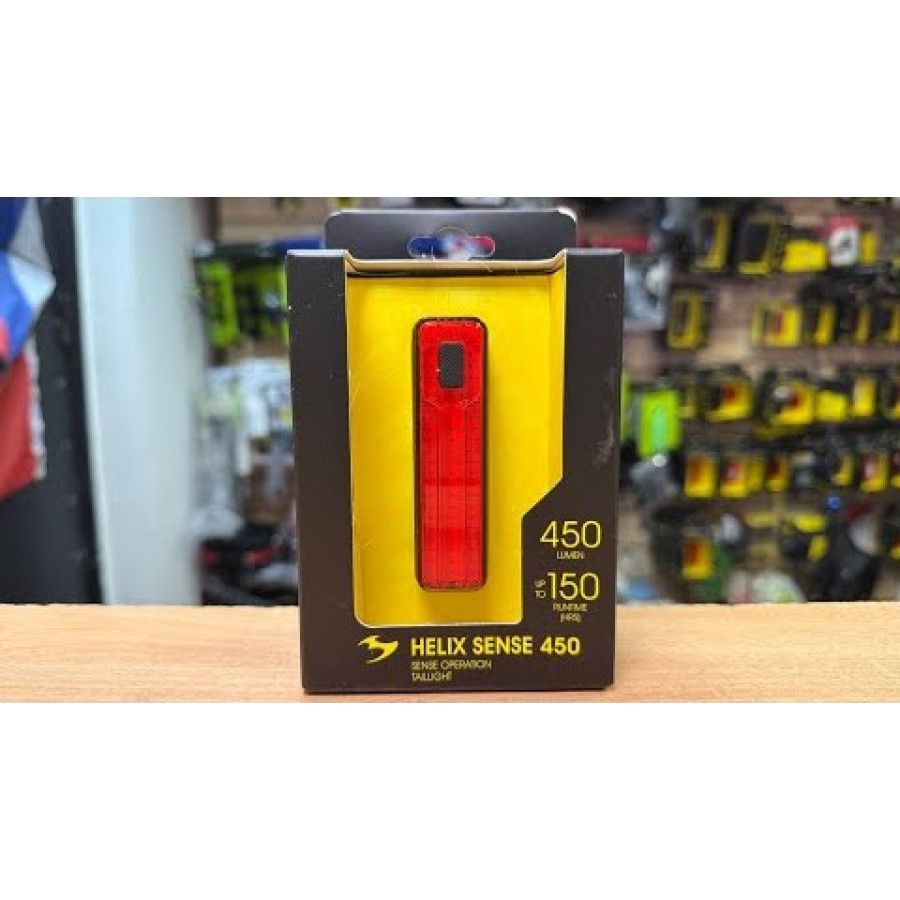 450
LUMEN
UP TO 150
RUNTIME
(HRS)
HELIX SENSE 450
SENSE OPERATION
TAILLIGHT